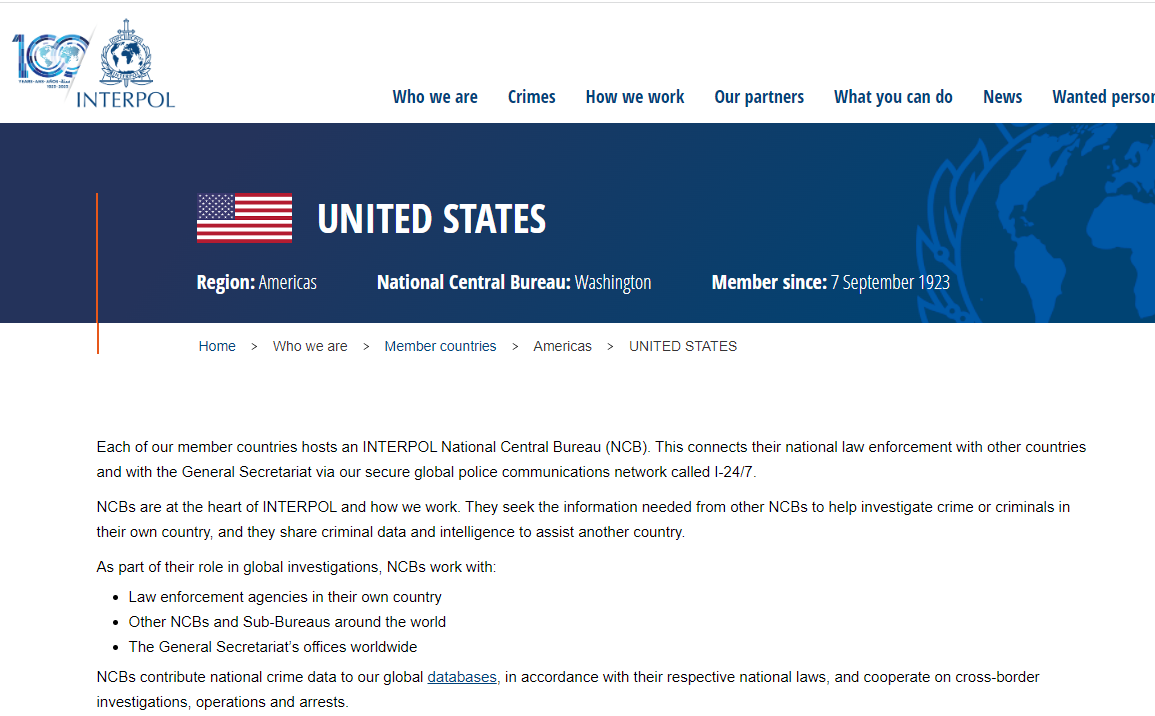 100
INTERPOL
Who we are
Crimes
How we work
Our partners
What you can do
News
Wanted person
UNITED STATES
Region: Americas
National Central Bureau: Washington
Member since: 7 September 1923
Home > Who we are > Member countries > Americas > UNITED STATES
Each of our member countries hosts an INTERPOL National Central Bureau (NCB). This connects their national law enforcement with other countries
and with the General Secretariat via our secure global police communications network called I-24/7.
NCBs are at the heart of INTERPOL and how we work. They seek the information needed from other NCBs to help investigate crime or criminals in
their own country, and they share criminal data and intelligence to assist another country.
As part of their role in global investigations, NCBs work with:
• Law enforcement agencies in their own country
• Other NCBs and Sub-Bureaus around the world
• The General Secretariat’s offices worldwide
NCBs contribute national crime data to our global databases, in accordance with their respective national laws, and cooperate on cross-border
investigations, operations and arrests.